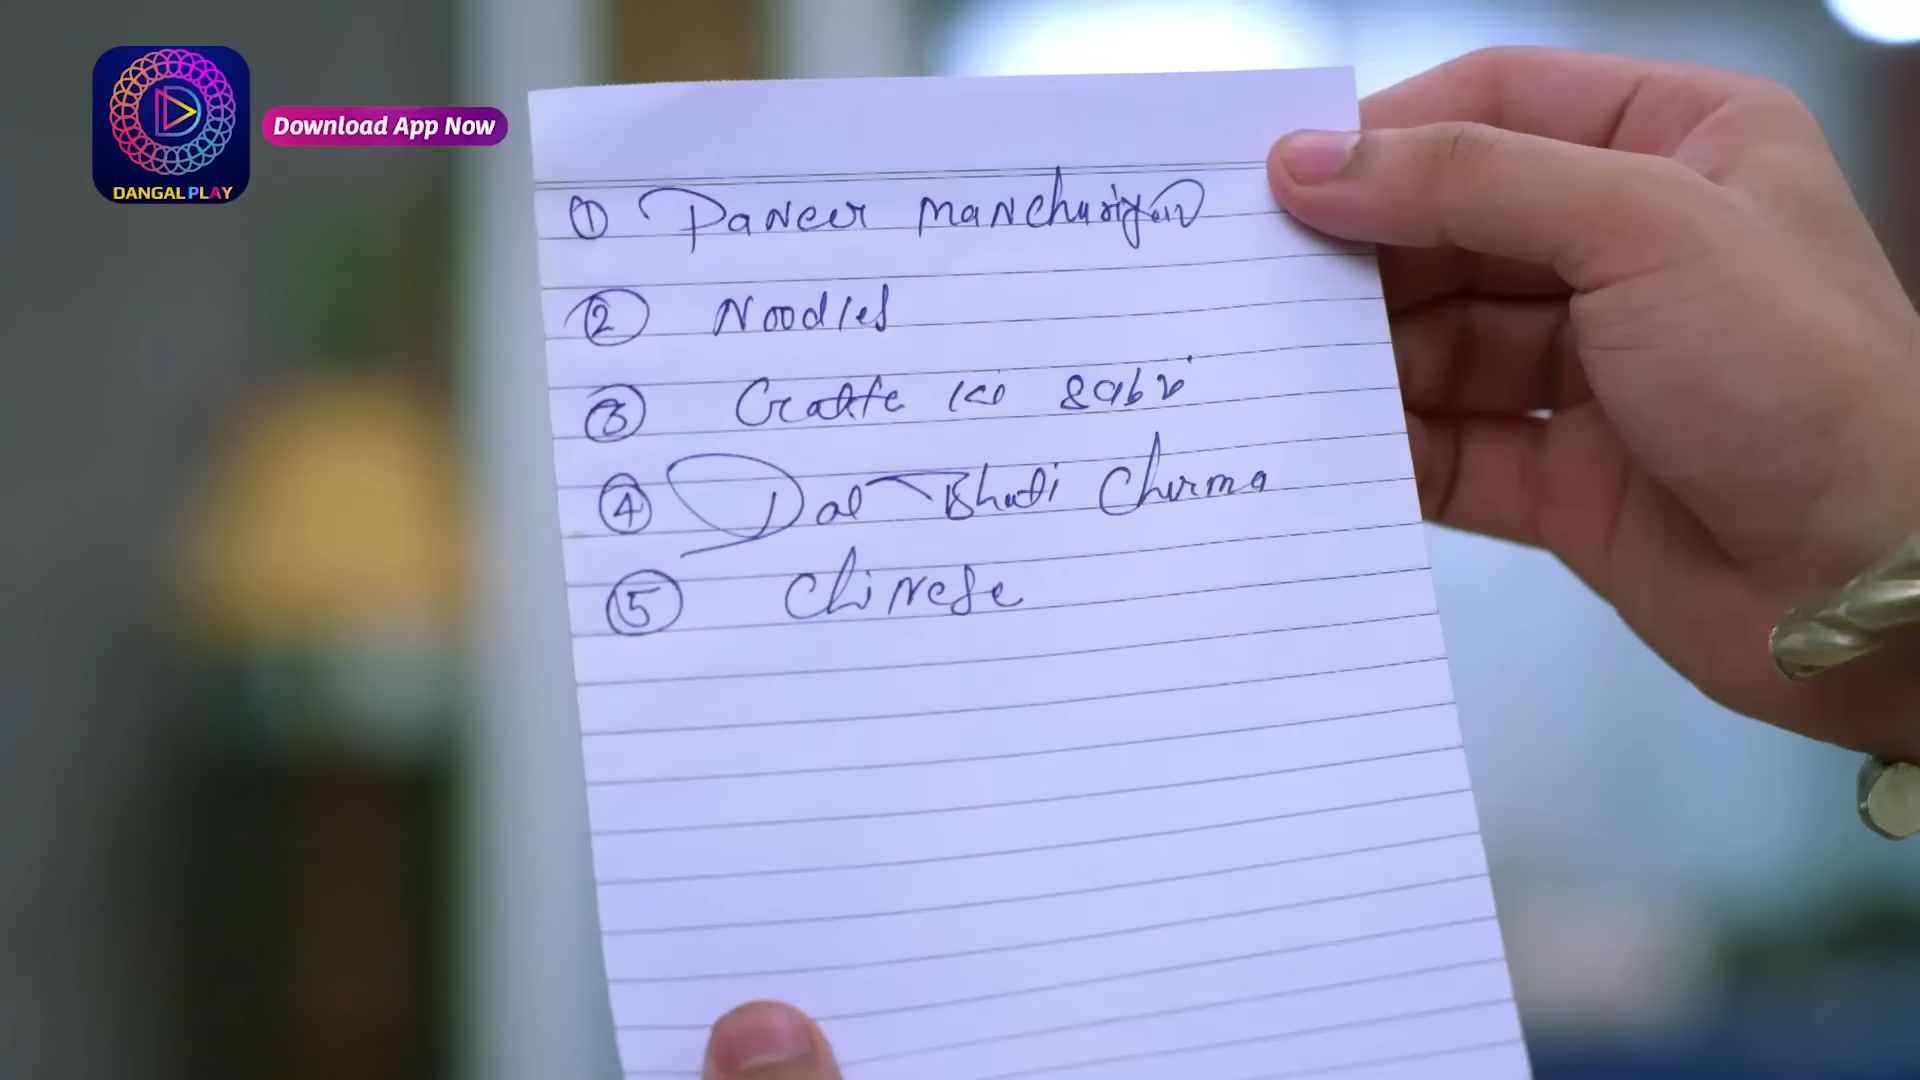 DANGAL PLAY
Download App Now
① Paneer Manchurian
② Noodles
③ Gatte ki sabzi
④ Dal Bhati Churma
⑤ Chinese